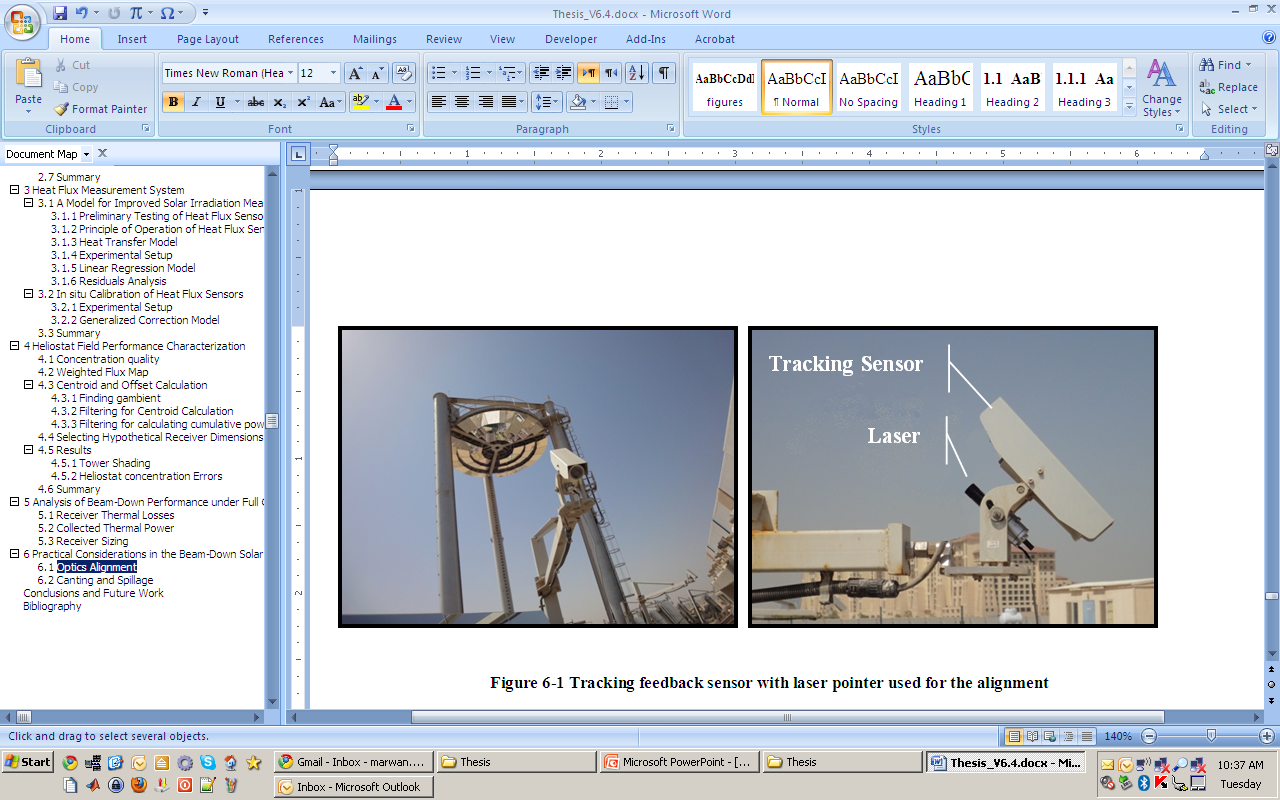 Thesis_V6.4.docx - Microsoft Word
Home Insert Page Layout References Mailings Review View Developer Add-Ins Acrobat
Paste
Cut
Copy
Format Painter
Clipboard
Times New Roman (Hea 12
B I U abc x₂ x² Aa
Font
Paragraph
AaBbCcDdI AaBbCcI AaBbCcI AaBbC 1.1 AaB 1.1.1 Aa
figures ¶ Normal No Spacing Heading 1 Heading 2 Heading 3
Change
Styles
Styles
Find
Replace
Select
Editing
Document Map
2.7 Summary
3 Heat Flux Measurement System
3.1 A Model for Improved Solar Irradiation Mea
3.1.1 Preliminary Testing of Heat Flux Senso
3.1.2 Principle of Operation of Heat Flux Sen
3.1.3 Heat Transfer Model
3.1.4 Experimental Setup
3.1.5 Linear Regression Model
3.1.6 Residuals Analysis
3.2 In situ Calibration of Heat Flux Sensors
3.2.1 Experimental Setup
3.2.2 Generalized Correction Model
3.3 Summary
4 Heliostat Field Performance Characterization
4.1 Concentration quality
4.2 Weighted Flux Map
4.3 Centroid and Offset Calculation
4.3.1 Finding gambient
4.3.2 Filtering for Centroid Calculation
4.3.3 Filtering for calculating cumulative pow
4.4 Selecting Hypothetical Receiver Dimensions
4.5 Results
4.5.1 Tower Shading
4.5.2 Heliostat concentration Errors
4.6 Summary
5 Analysis of Beam-Down Performance under Full C
5.1 Receiver Thermal Losses
5.2 Collected Thermal Power
5.3 Receiver Sizing
6 Practical Considerations in the Beam-Down Solar
6.1 Optics Alignment
6.2 Canting and Spillage
Conclusions and Future Work
Bibliography
1 2 3 4 5 6
1
1
2
Tracking Sensor
Laser
Figure 6-1 Tracking feedback sensor with laser pointer used for the alignment
Click and drag to select several objects.
140%
Start
Gmail - Inbox - marwan....
Thesis
Microsoft PowerPoint - [...
Thesis
Thesis_V6.4.docx - Mi...
10:37 AM
Inbox - Microsoft Outlook
Tuesday